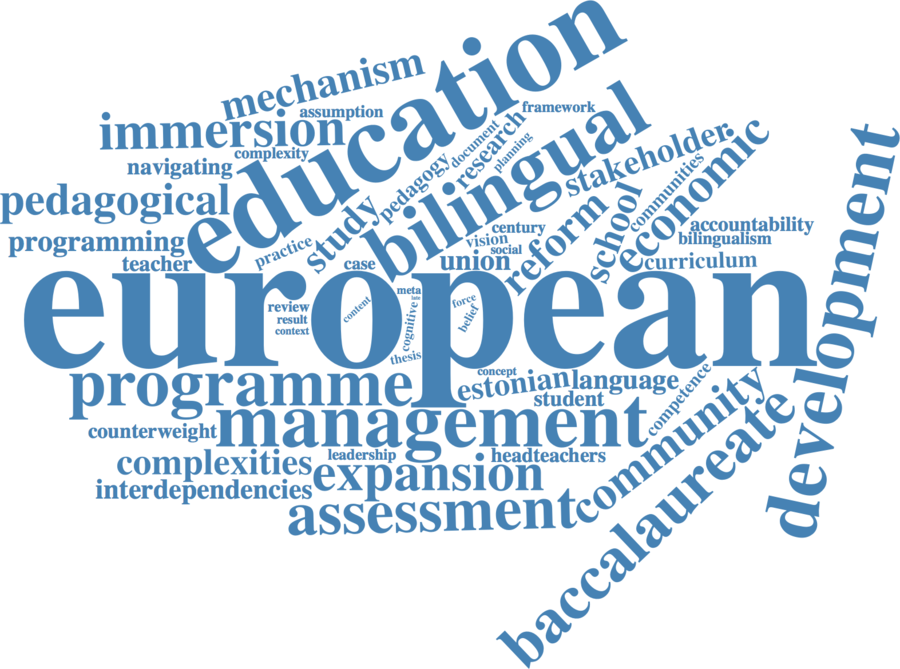 education
mechanism
assumption
framework
immersion
complexity
document
research
planning
bilingual
navigating
pedagogy
stakeholder
communities
economic
pedagogical
study
practice
century
vision
social
reform
school
accountability
bilingualism
programming
teacher
case
union
curriculum
development
european
meta
late
review
result
context
content
cognitive
thesis
force
belief
programme
concept
estonian
language
student
competence
counterweight
management
community
complexities
leadership
headteachers
expansion
interdependencies
assessment
baccalaureate